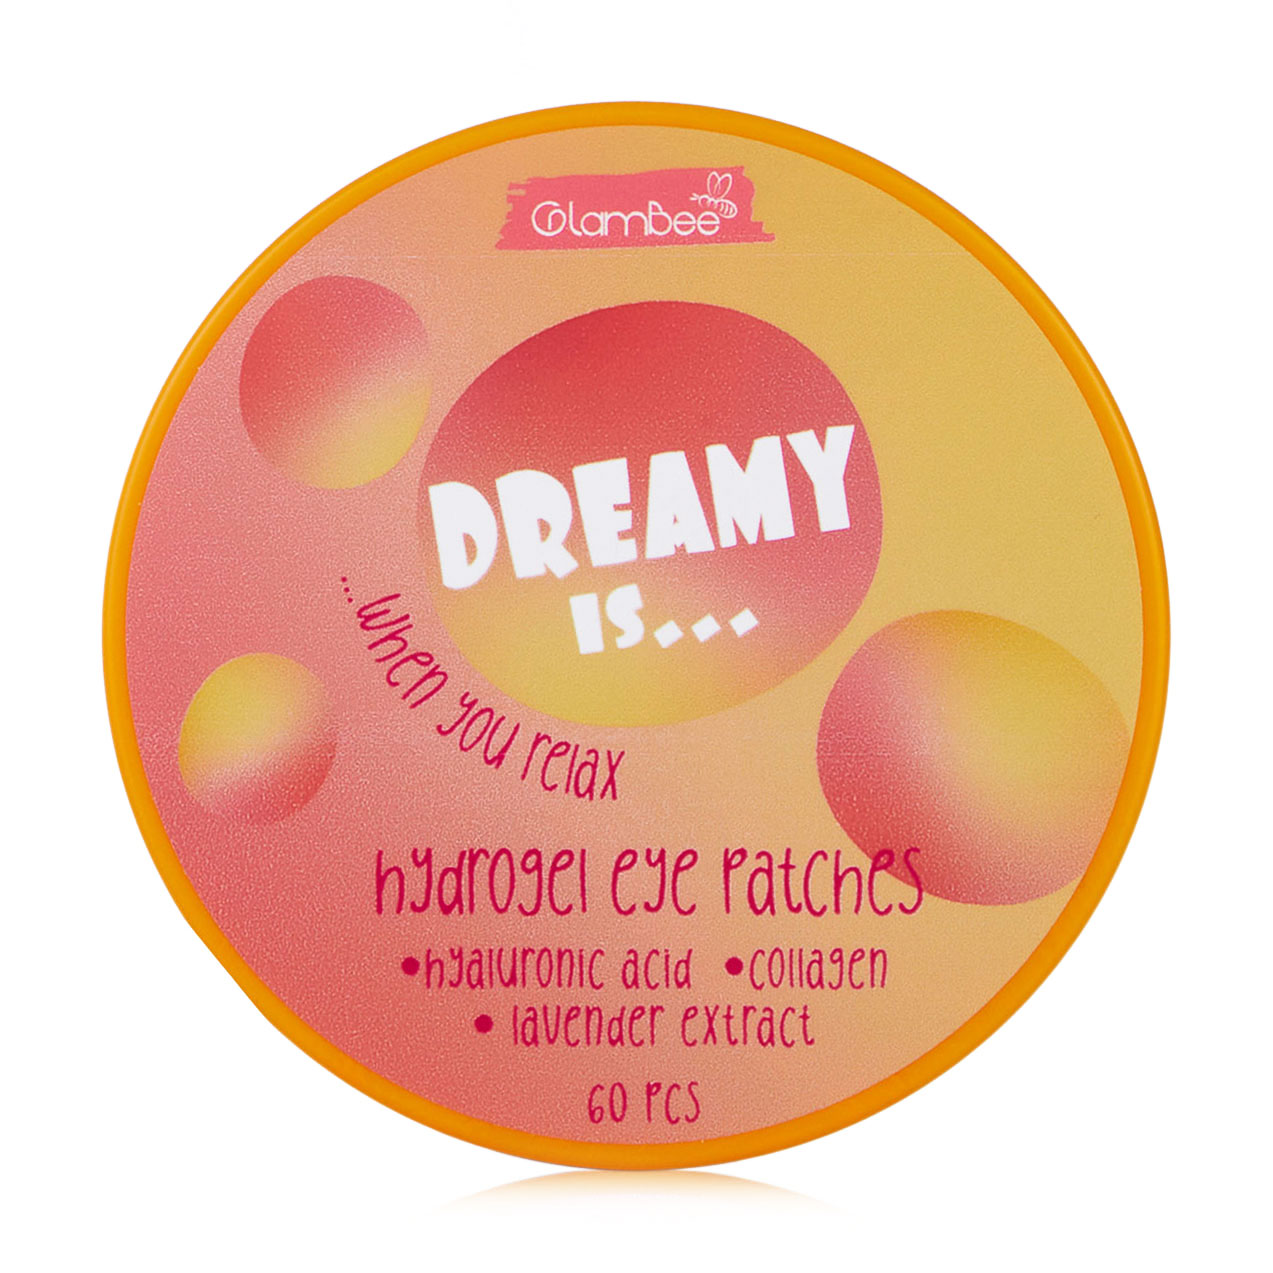 GlamBee
DREAMY
IS...
...when you relax
hydrogel eye patches
•hyaluronic acid •collagen
• lavender extract
60 PCS